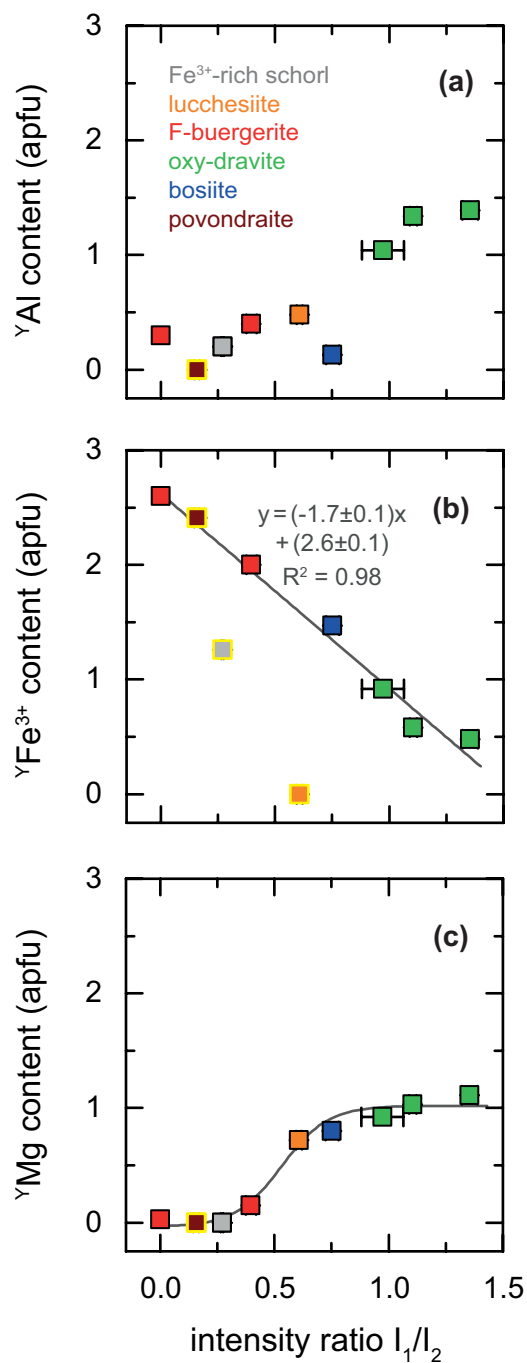 3
(a)
Fe³⁺-rich schorl
lucchesiite
F-buergerite
oxy-dravite
bosiite
povondraite
2
1
0
ʸAl content (apfu)
3
(b)
y = (-1.7±0.1)x
+ (2.6±0.1)
R² = 0.98
2
1
0
ʸFe³⁺ content (apfu)
3
(c)
2
1
0
ʸMg content (apfu)
0.0 0.5 1.0 1.5
intensity ratio I₁/I₂